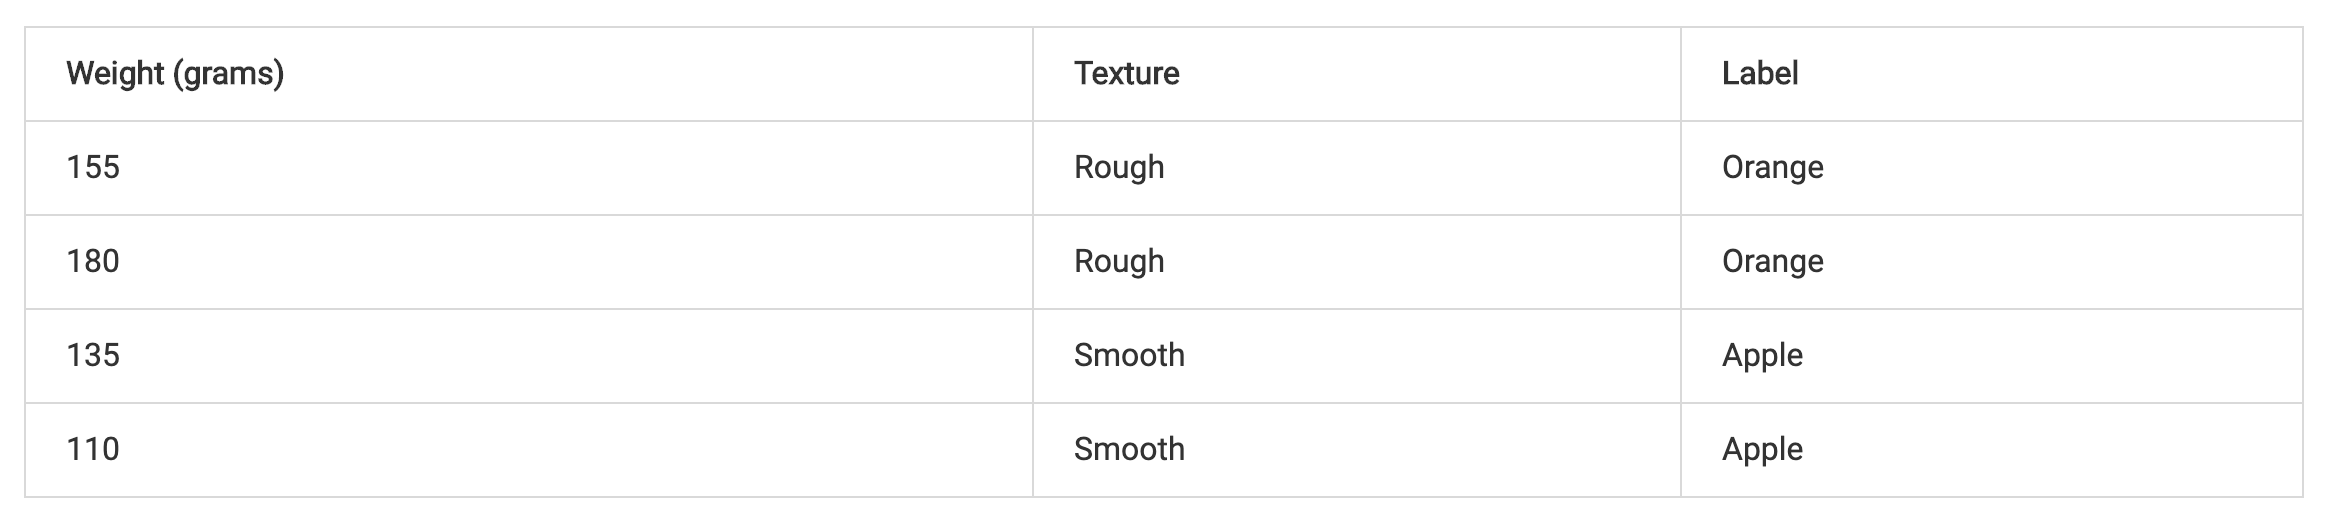 Weight (grams) Texture Label
155 Rough Orange
180 Rough Orange
135 Smooth Apple
110 Smooth Apple